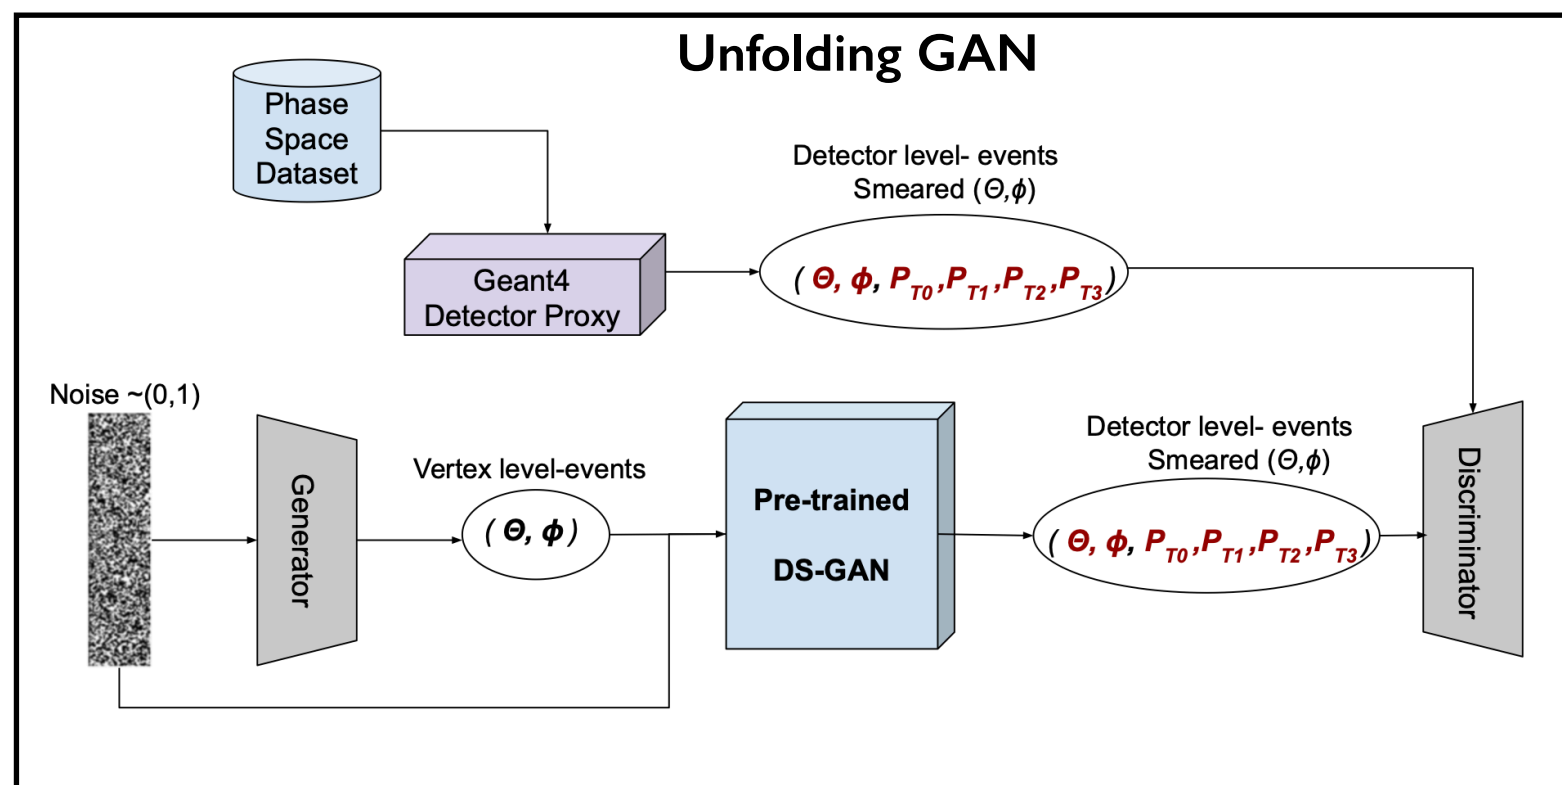 Unfolding GAN
Phase
Space
Dataset
Detector level- events
Smeared (Θ,ϕ)
Geant4
Detector Proxy
( Θ, ϕ, P_T0,P_T1,P_T2,P_T3)
Noise ~(0,1)
Generator
Vertex level-events
( Θ, ϕ )
Pre-trained
DS-GAN
Detector level- events
Smeared (Θ,ϕ)
( Θ, ϕ, P_T0,P_T1,P_T2,P_T3)
Discriminator